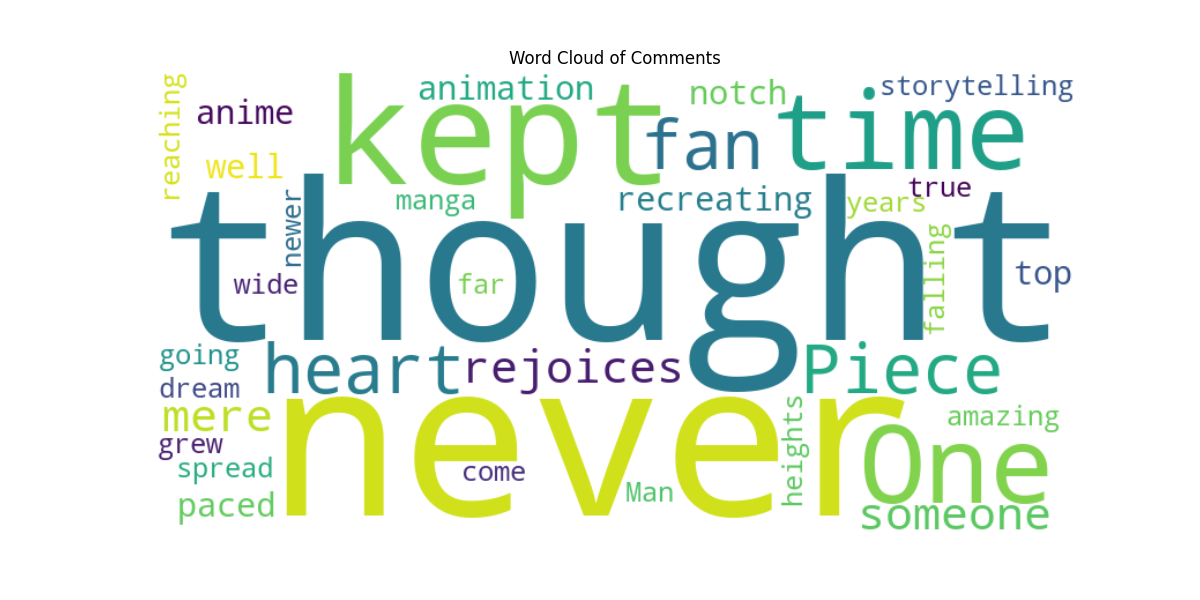 Word Cloud of Comments
reaching
anime
well
kept
animation
notch
storytelling
fan
time
manga
recreating
true
years
newer
thought
wide
far
falling
top
going
dream
heart
rejoices
Piece
mere
never
grew
spread
paced
come
Man
heights
amazing
One
someone